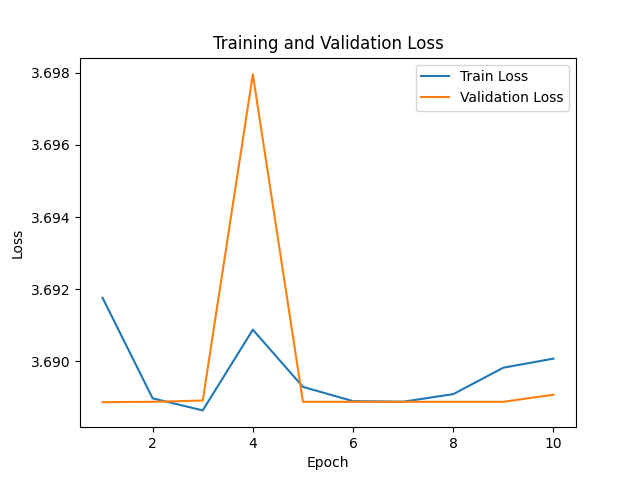 Training and Validation Loss
Train Loss
Validation Loss
3.698
3.696
3.694
3.692
3.690
Loss
2
4
6
8
10
Epoch